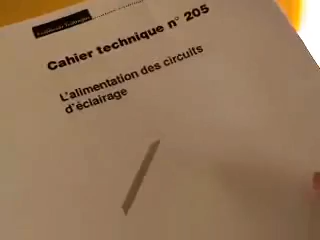 Cahier technique n° 205
L'alimentation des circuits
d'éclairage